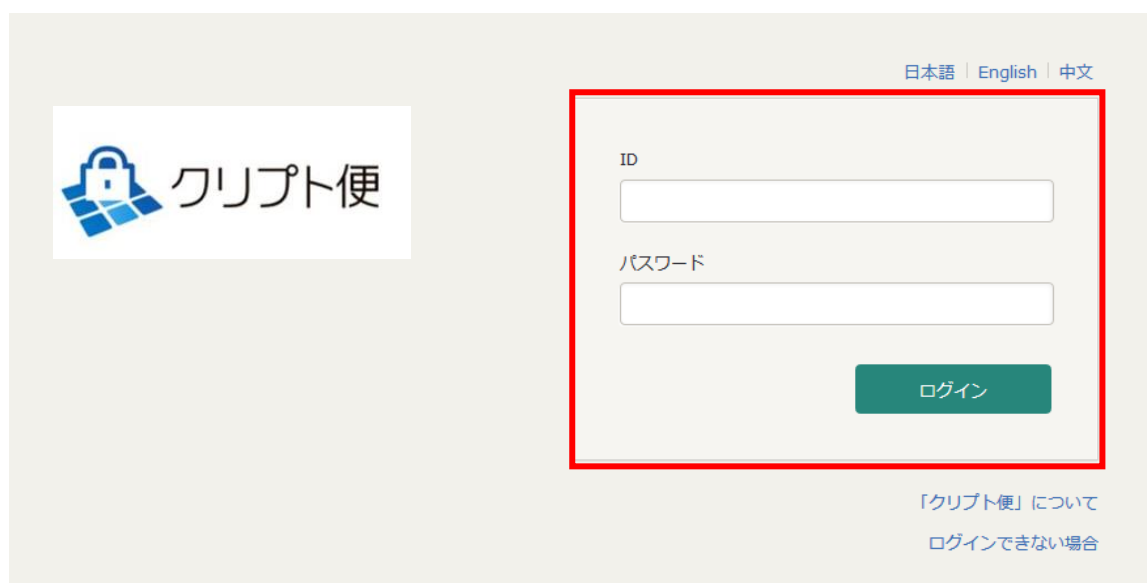 日本語 English 中文
クリプト便
ID
パスワード
ログイン
「クリプト便」について
ログインできない場合